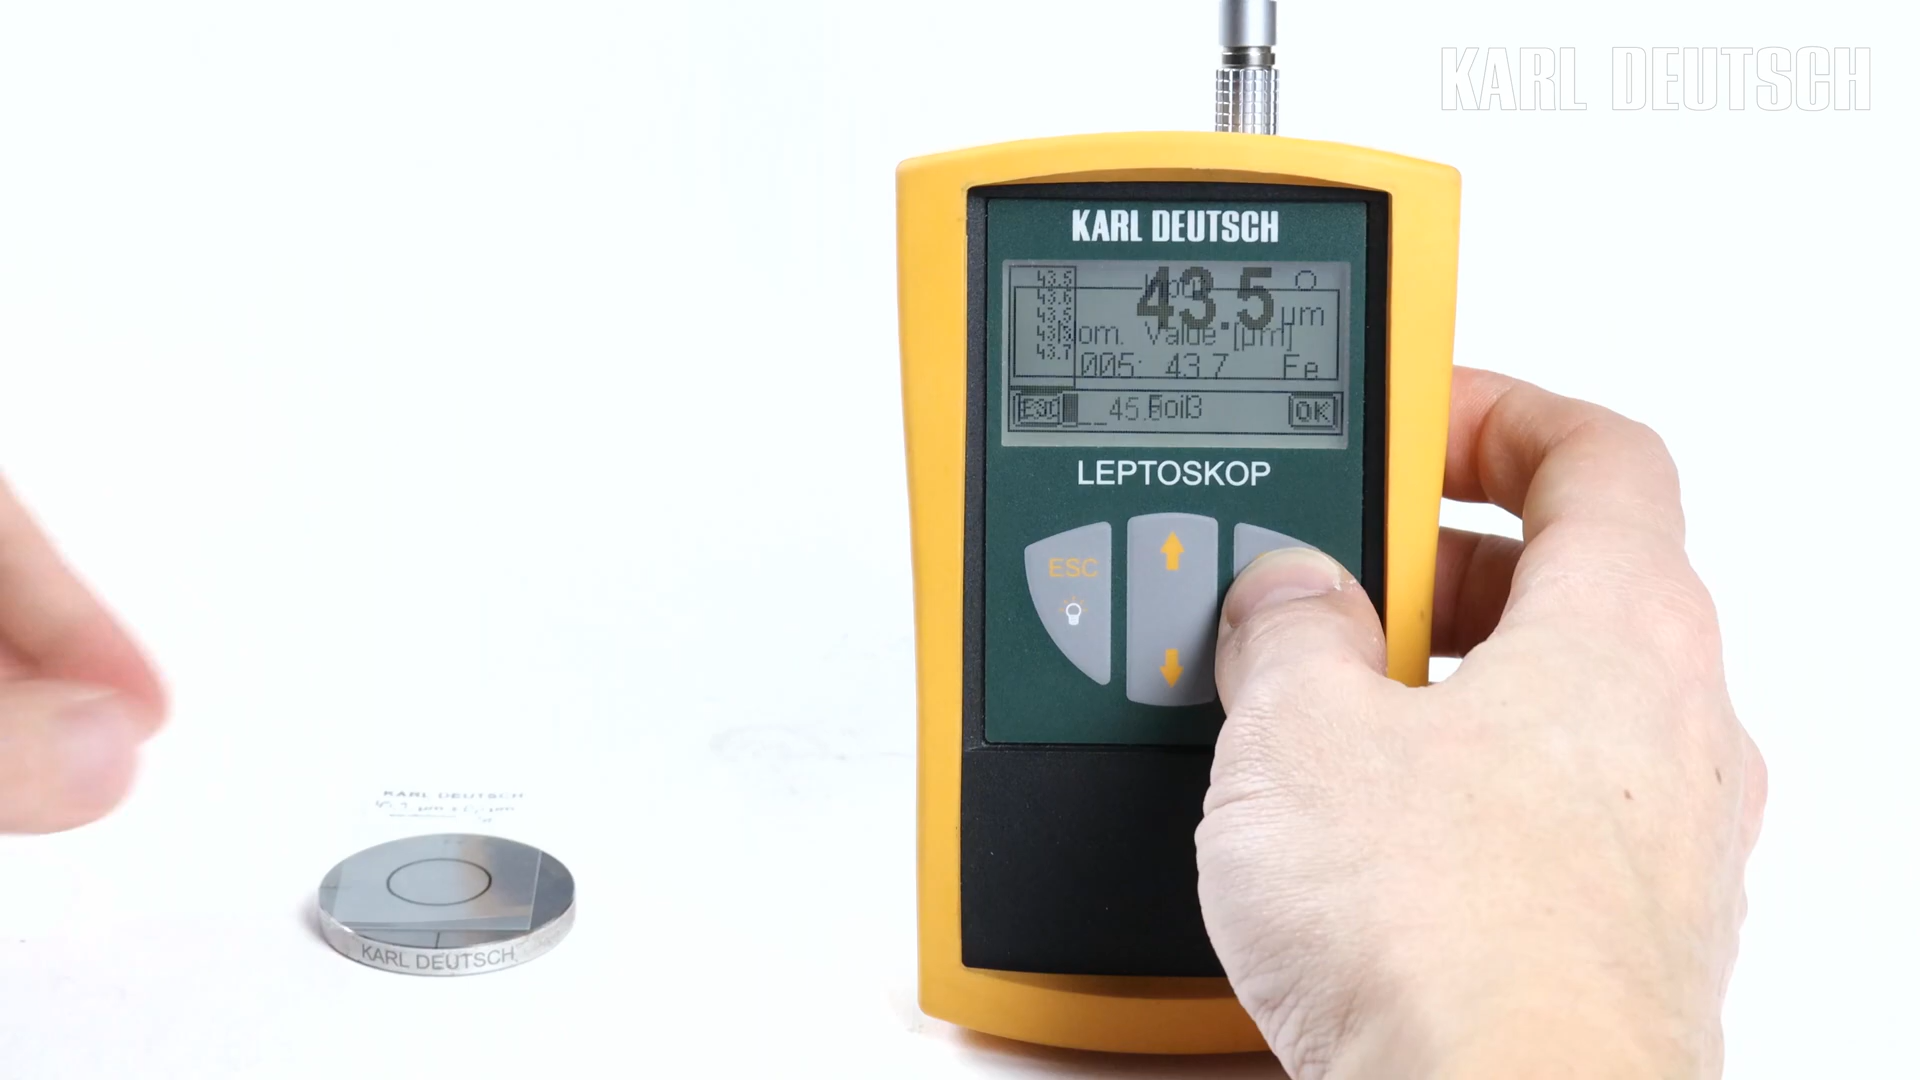 KARL DEUTSCH
KARL DEUTSCH
43.5
43.6
43.5
43.7
43.5
µm
Value [µm]
005: 43.7 Fe
ESC
OK
LEPTOSKOP
ESC
KARL DEUTSCH
KARL DEUTSCH